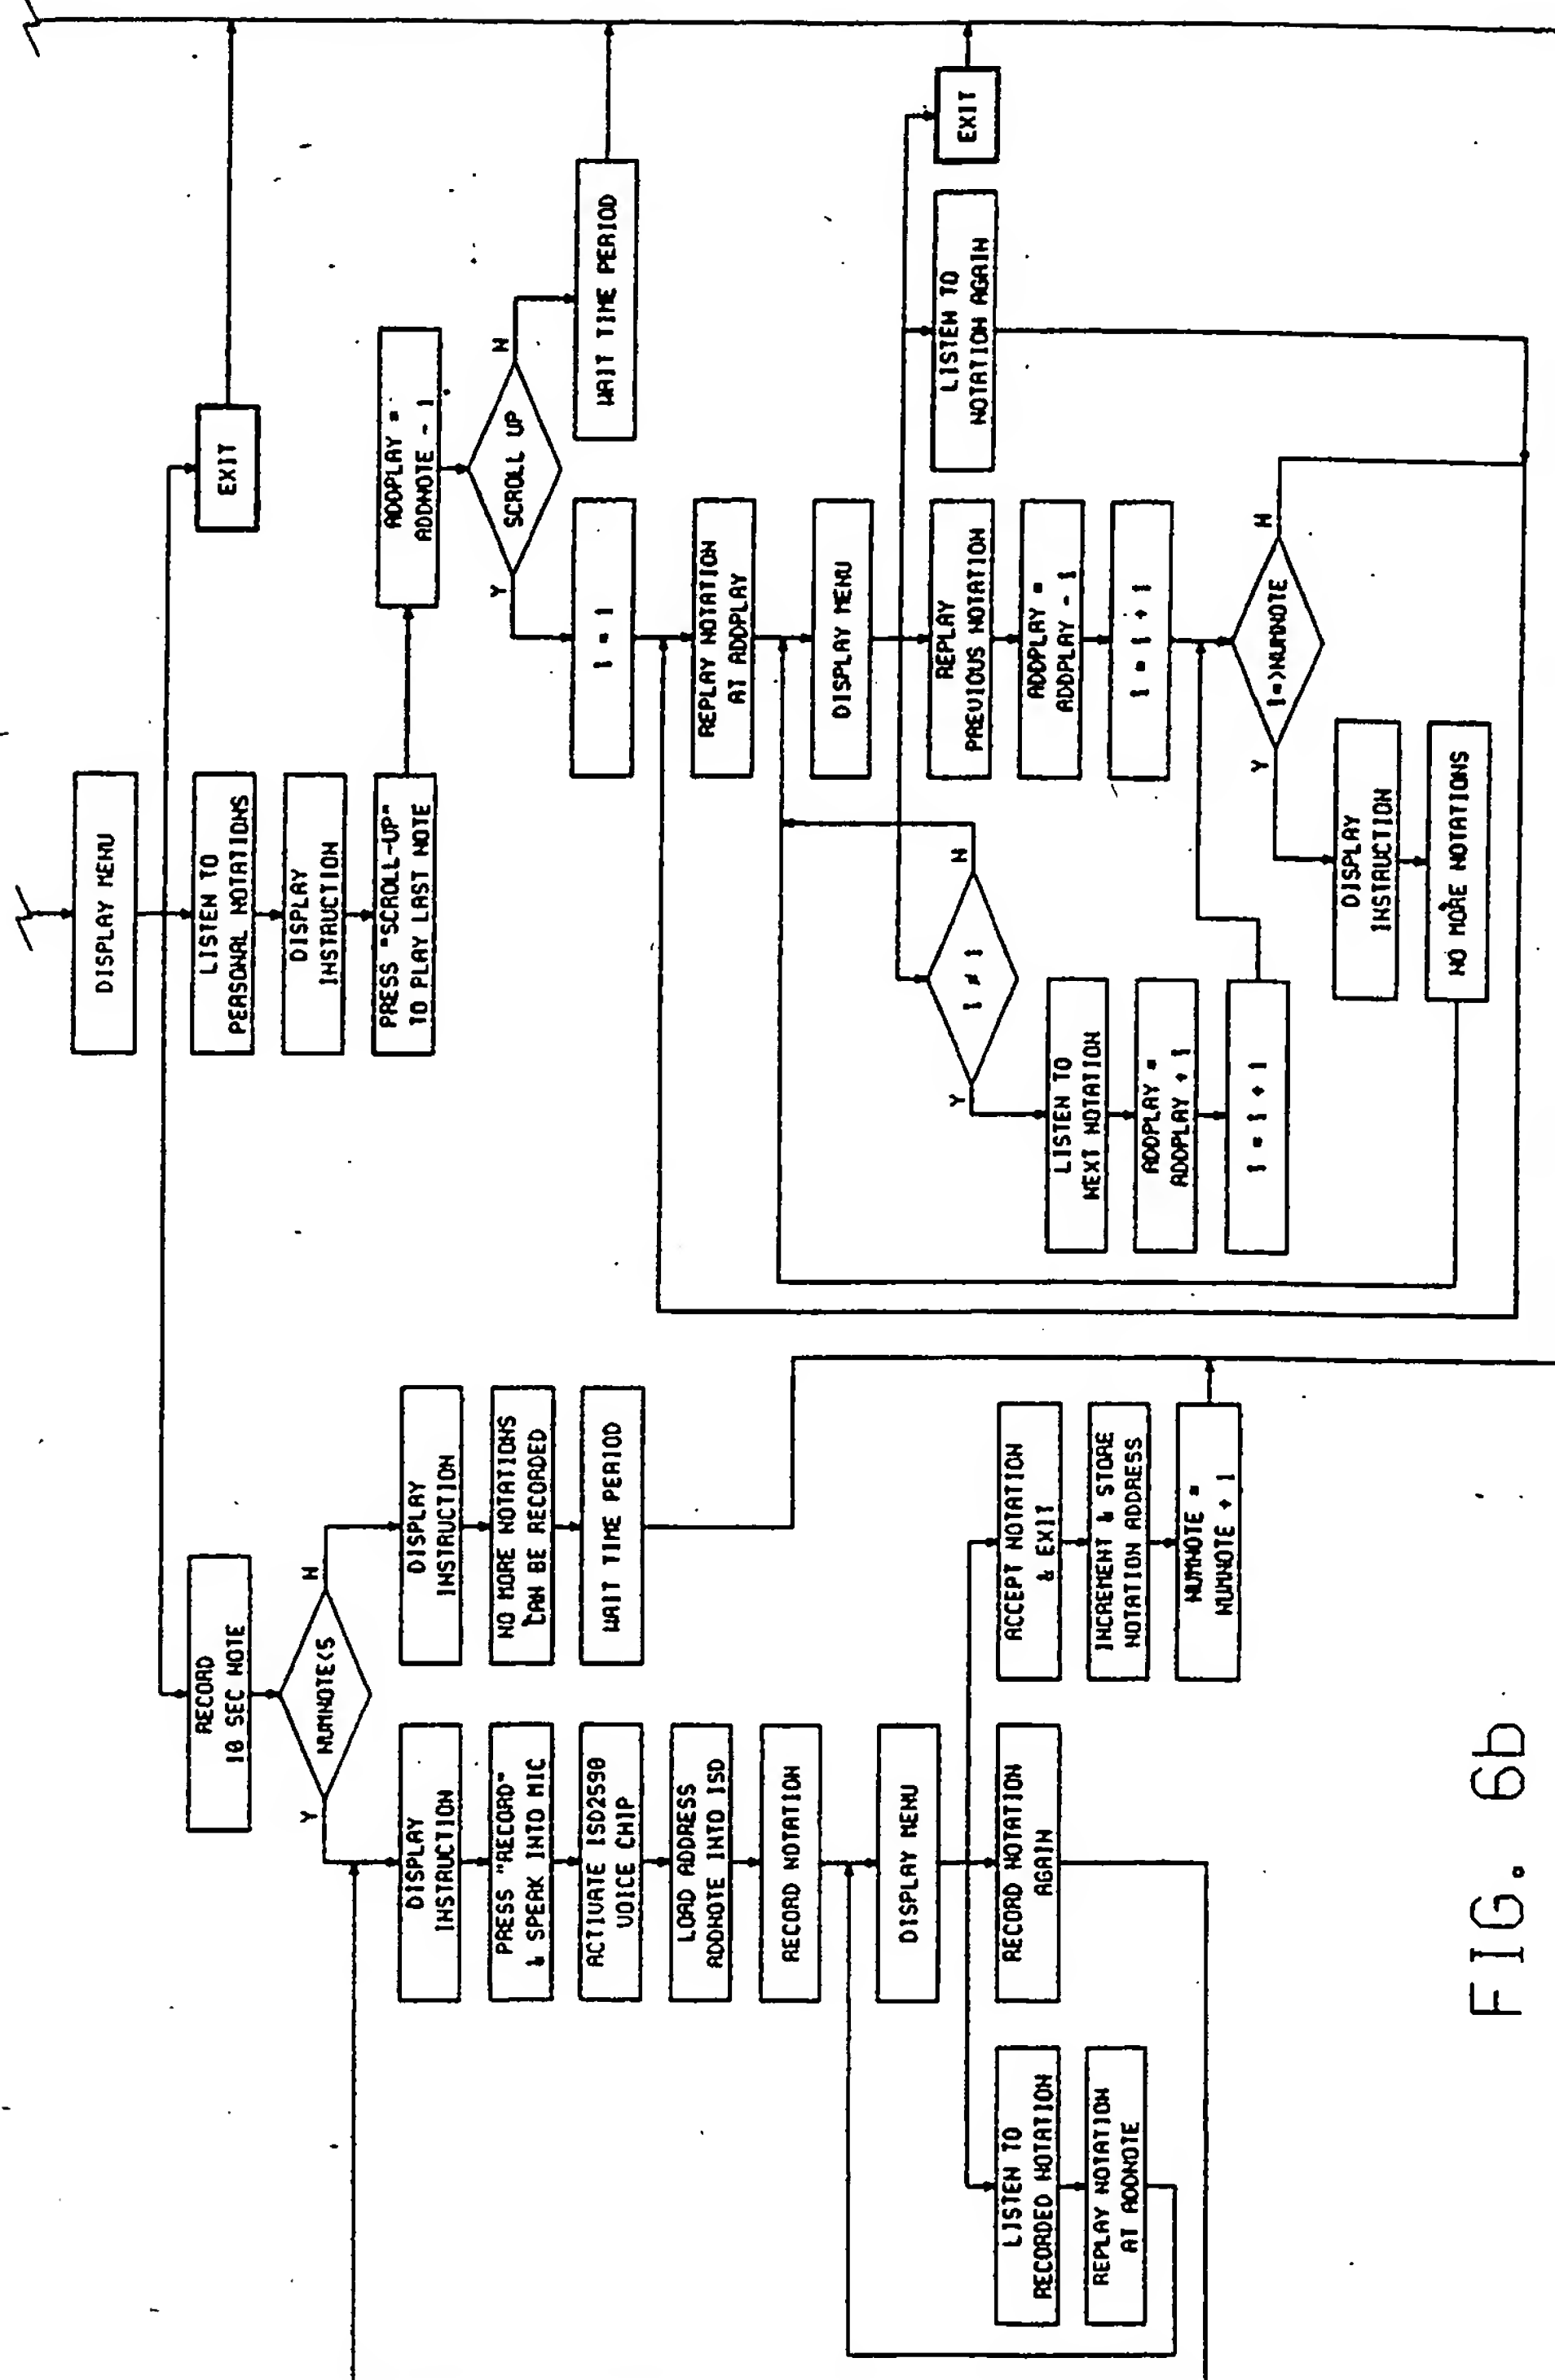 DISPLAY MENU
RECORD
10 SEC NOTE
LISTEN TO
PERSONAL NOTATIONS
EXIT
NUMNOTE<5
Y
N
DISPLAY
INSTRUCTION
PRESS "SCROLL-UP"
TO PLAY LAST NOTE
ADDPLAY =
ADDNOTE - 1
DISPLAY
INSTRUCTION
PRESS "RECORD"
& SPEAK INTO MIC
ACTIVATE ISD2590
VOICE CHIP
LOAD ADDRESS
ADDNOTE INTO ISD
RECORD NOTATION
DISPLAY MENU
DISPLAY
INSTRUCTION
NO MORE NOTATIONS
CAN BE RECORDED
WAIT TIME PERIOD
LISTEN TO
RECORDED NOTATION
REPLAY NOTATION
AT ADDNOTE
RECORD NOTATION
AGAIN
ACCEPT NOTATION
& EXIT
INCREMENT & STORE
NOTATION ADDRESS
NUMNOTE =
NUMNOTE + 1
SCROLL UP
Y
N
I = 1
WAIT TIME PERIOD
REPLAY NOTATION
AT ADDPLAY
DISPLAY MENU
I ≠ 1
Y
N
LISTEN TO
NEXT NOTATION
ADDPLAY =
ADDPLAY + 1
I = I + 1
REPLAY
PREVIOUS NOTATION
ADDPLAY =
ADDPLAY - 1
I = I + 1
LISTEN TO
NOTATION AGAIN
EXIT
I=>NUMNOTE
Y
N
DISPLAY
INSTRUCTION
NO MORE NOTATIONS
FIG. 6b